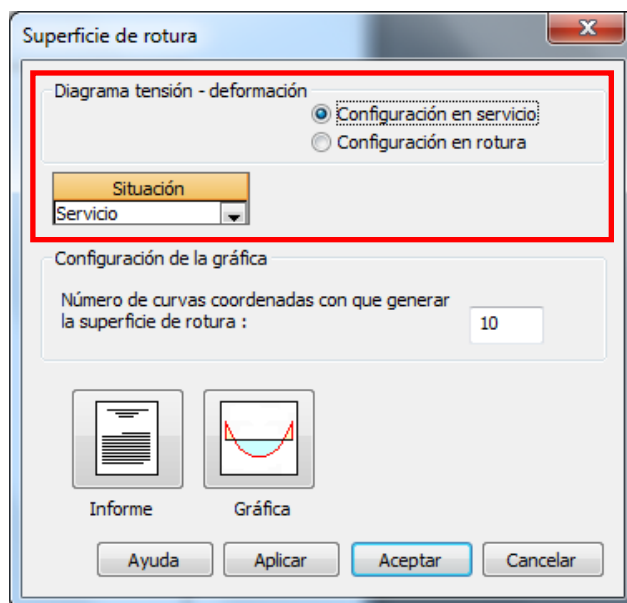 Superficie de rotura
Diagrama tensión - deformación
Configuración en servicio
Configuración en rotura
Situación
Servicio
Configuración de la gráfica
Número de curvas coordenadas con que generar
la superficie de rotura :
10
Informe
Gráfica
Ayuda
Aplicar
Aceptar
Cancelar